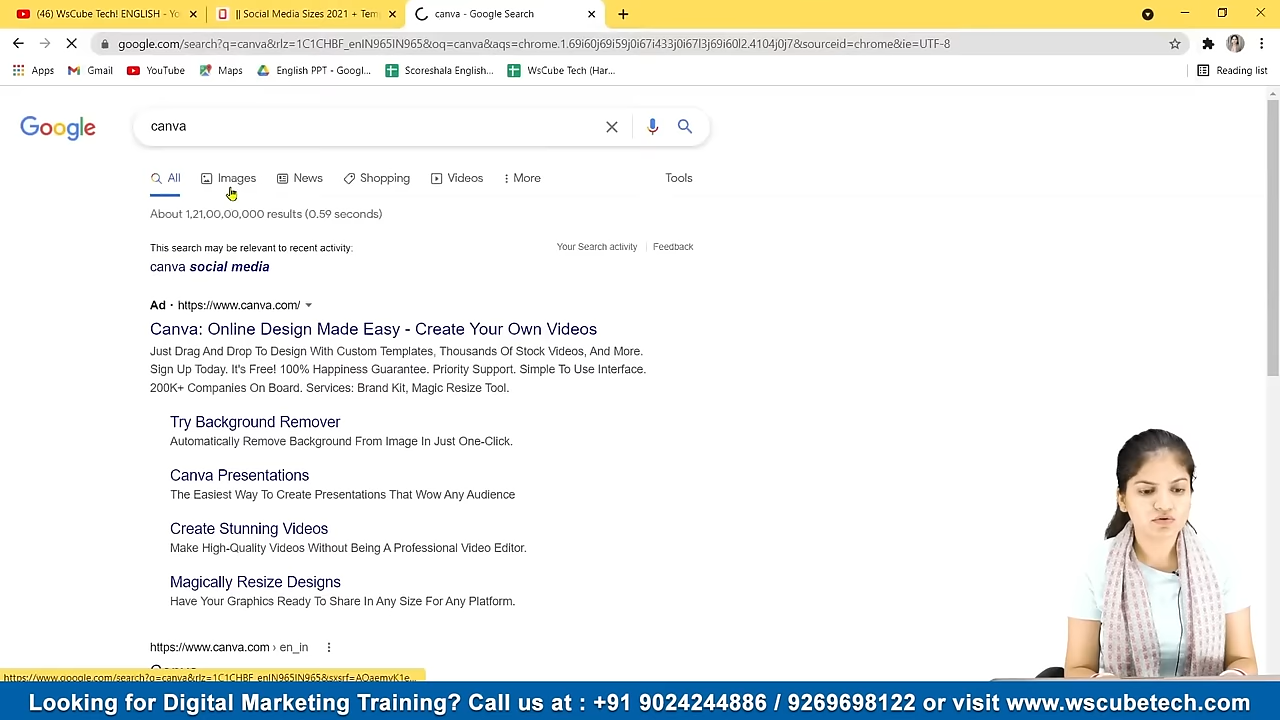 (46) WsCube Tech! ENGLISH - Yo
|| Social Media Sizes 2021 + Tem
canva - Google Search
google.com/search?q=canva&rlz=1C1CHBF_enIN965IN965&oq=canva&aqs=chrome.1.69i60j69i59j0i67i433j0i67l3j69i60l2.4104j0j7&sourceid=chrome&ie=UTF-8
Apps
Gmail
YouTube
Maps
English PPT - Googl...
Scoreshala English...
WsCube Tech (Har...
Reading list
Google
canva
All
Images
News
Shopping
Videos
More
Tools
About 1,21,00,00,000 results (0.59 seconds)
This search may be relevant to recent activity:
Your Search activity
Feedback
canva social media
Ad · https://www.canva.com/
Canva: Online Design Made Easy - Create Your Own Videos
Just Drag And Drop To Design With Custom Templates, Thousands Of Stock Videos, And More.
Sign Up Today. It's Free! 100% Happiness Guarantee. Priority Support. Simple To Use Interface.
200K+ Companies On Board. Services: Brand Kit, Magic Resize Tool.
Try Background Remover
Automatically Remove Background From Image In Just One-Click.
Canva Presentations
The Easiest Way To Create Presentations That Wow Any Audience
Create Stunning Videos
Make High-Quality Videos Without Being A Professional Video Editor.
Magically Resize Designs
Have Your Graphics Ready To Share In Any Size For Any Platform.
https://www.canva.com › en_in
https://www.google.com/search?q=canva&rlz=1C1CHBF_enIN965IN965&sxsrf=AOaemvK1e...
Looking for Digital Marketing Training? Call us at : +91 9024244886 / 9269698122 or visit www.wscubetech.com